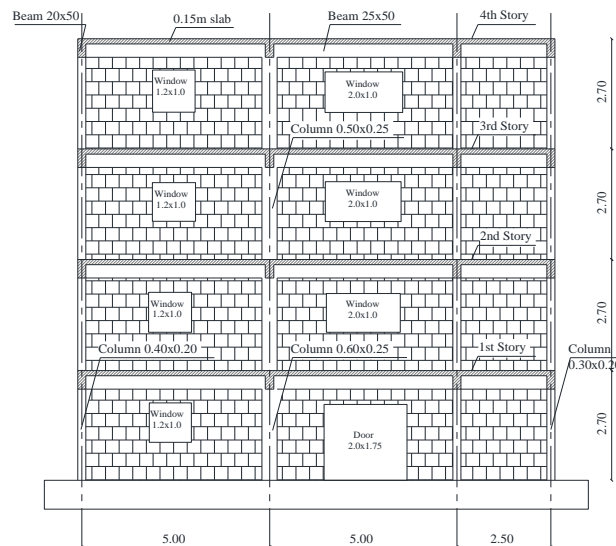 Beam 20x50
0.15m slab
Beam 25x50
4th Story
Window
1.2x1.0
Window
2.0x1.0
2.70
Column 0.50x0.25
3rd Story
Window
1.2x1.0
Window
2.0x1.0
2.70
2nd Story
Window
1.2x1.0
Window
2.0x1.0
2.70
Column 0.40x0.20
Column 0.60x0.25
1st Story
Column
0.30x0.20
Window
1.2x1.0
Door
2.0x1.75
2.70
5.00
5.00
2.50